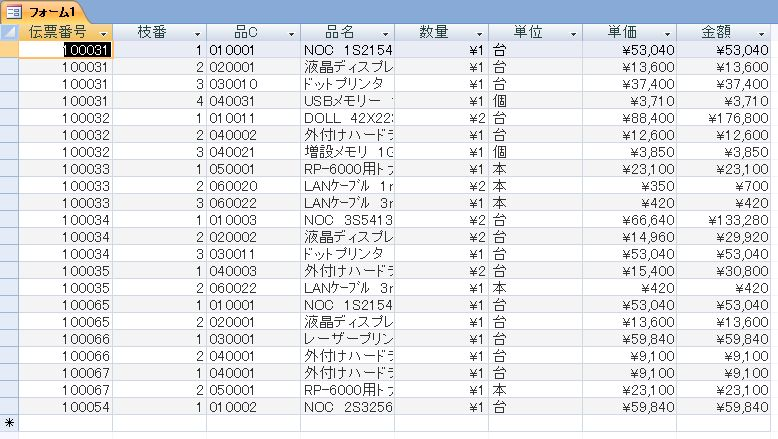 フォーム1
伝票番号 枝番 品C 品名 数量 単位 単価 金額
100031 1 010001 NOC 1S2154 ¥1 台 ¥53,040 ¥53,040
100031 2 020001 液晶ディスプレ ¥1 台 ¥13,600 ¥13,600
100031 3 030010 ドットプリンタ ¥1 台 ¥37,400 ¥37,400
100031 4 040031 USBメモリー ¥1 個 ¥3,710 ¥3,710
100032 1 010011 DOLL 42X22 ¥2 台 ¥88,400 ¥176,800
100032 2 040002 外付けハード ¥1 台 ¥12,600 ¥12,600
100032 3 040021 増設メモリ 1G ¥1 個 ¥3,850 ¥3,850
100033 1 050001 RP-6000用ト ¥1 本 ¥23,100 ¥23,100
100033 2 060020 LANケーブル 1 ¥2 本 ¥350 ¥700
100033 3 060022 LANケーブル 3 ¥1 本 ¥420 ¥420
100034 1 010003 NOC 3S5413 ¥2 台 ¥66,640 ¥133,280
100034 2 020002 液晶ディスプレ ¥2 台 ¥14,960 ¥29,920
100034 3 030011 ドットプリンタ ¥1 台 ¥53,040 ¥53,040
100035 1 040003 外付けハード ¥2 台 ¥15,400 ¥30,800
100035 2 060022 LANケーブル 3 ¥1 本 ¥420 ¥420
100065 1 010001 NOC 1S2154 ¥1 台 ¥53,040 ¥53,040
100065 2 020001 液晶ディスプレ ¥1 台 ¥13,600 ¥13,600
100066 1 030001 レーザープリン ¥1 台 ¥59,840 ¥59,840
100066 2 040001 外付けハード ¥1 台 ¥9,100 ¥9,100
100067 1 040001 外付けハード ¥1 台 ¥9,100 ¥9,100
100067 2 050001 RP-6000用ト ¥1 本 ¥23,100 ¥23,100
100054 1 010002 NOC 2S3256 ¥1 台 ¥59,840 ¥59,840